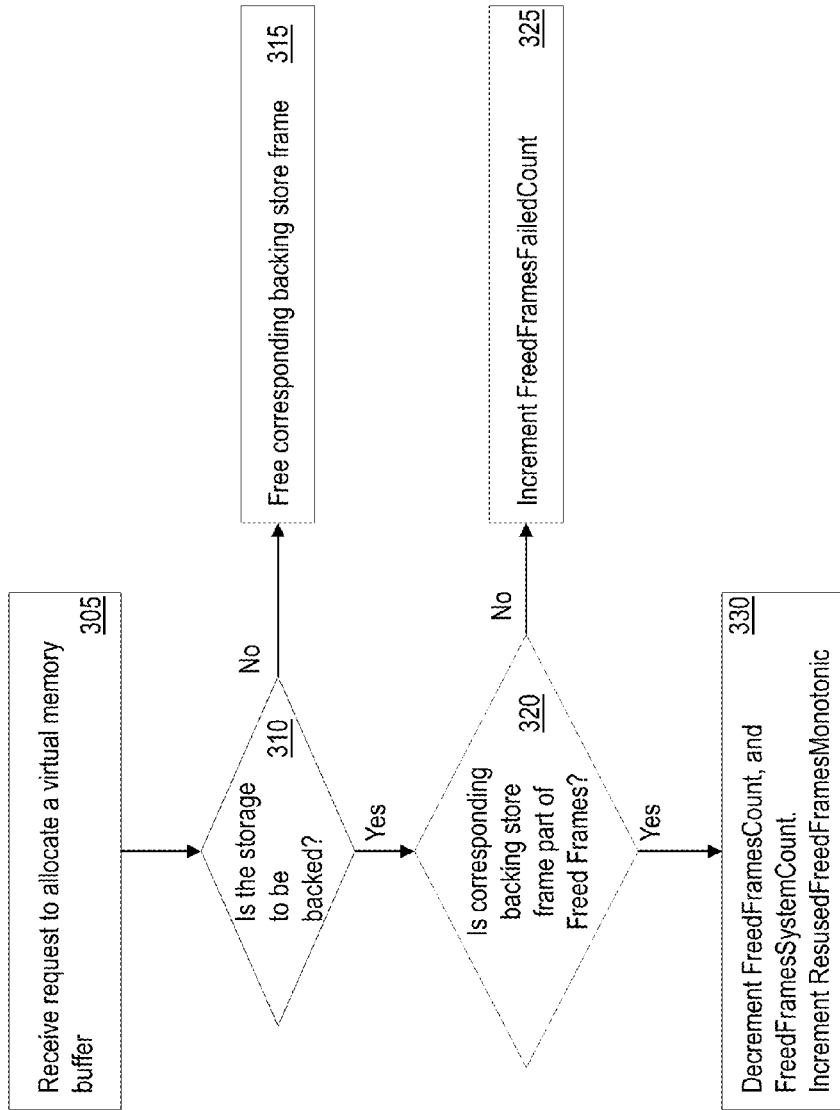 Receive request to allocate a virtual memory
buffer
305
Is the storage
to be
backed?
310
No
Free corresponding backing store frame
315
Yes
Is corresponding
backing store
frame part of
Freed Frames?
320
No
Increment FreedFramesFailedCount
325
Yes
Decrement FreedFramesCount, and
FreedFramesSystemCount.
Increment ResusedFreedFramesMonotonic
330